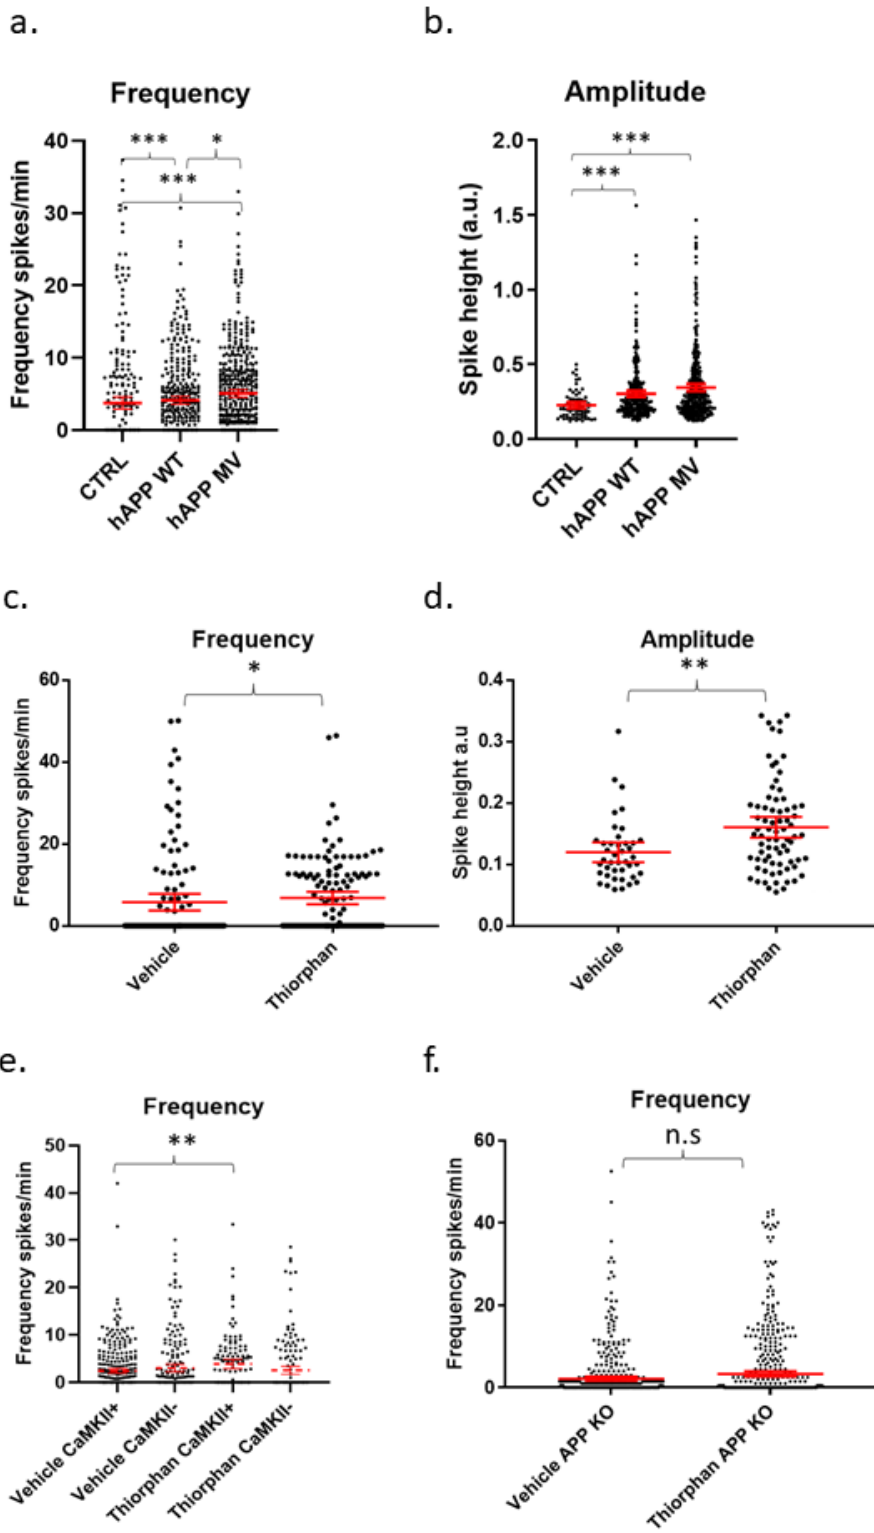 a.
Frequency
Frequency spikes/min
40
30
20
10
0
***
*
***
CTRL
hAPP WT
hAPP MV
b.
Amplitude
Spike height (a.u.)
2.0
1.5
1.0
0.5
0.0
***
***
CTRL
hAPP WT
hAPP MV
c.
Frequency
Frequency spikes/min
60
40
20
0
*
Vehicle
Thiorphan
d.
Amplitude
Spike height a.u
0.4
0.3
0.2
0.1
0.0
**
Vehicle
Thiorphan
e.
Frequency
Frequency spikes/min
50
40
30
20
10
0
**
Vehicle CaMKII+
Vehicle CaMKII-
Thiorphan CaMKII+
Thiorphan CaMKII-
f.
Frequency
Frequency spikes/min
60
40
20
0
n.s
Vehicle APP KO
Thiorphan APP KO